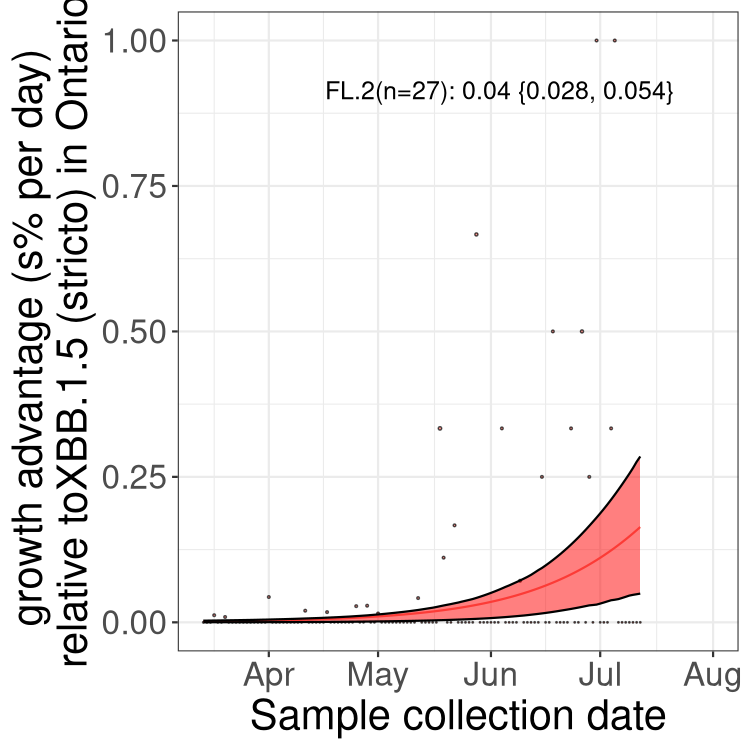 growth advantage (s% per day)
relative toXBB.1.5 (stricto) in Ontario
1.00
0.75
0.50
0.25
0.00
FL.2(n=27): 0.04 {0.028, 0.054}
Apr May Jun Jul Aug
Sample collection date